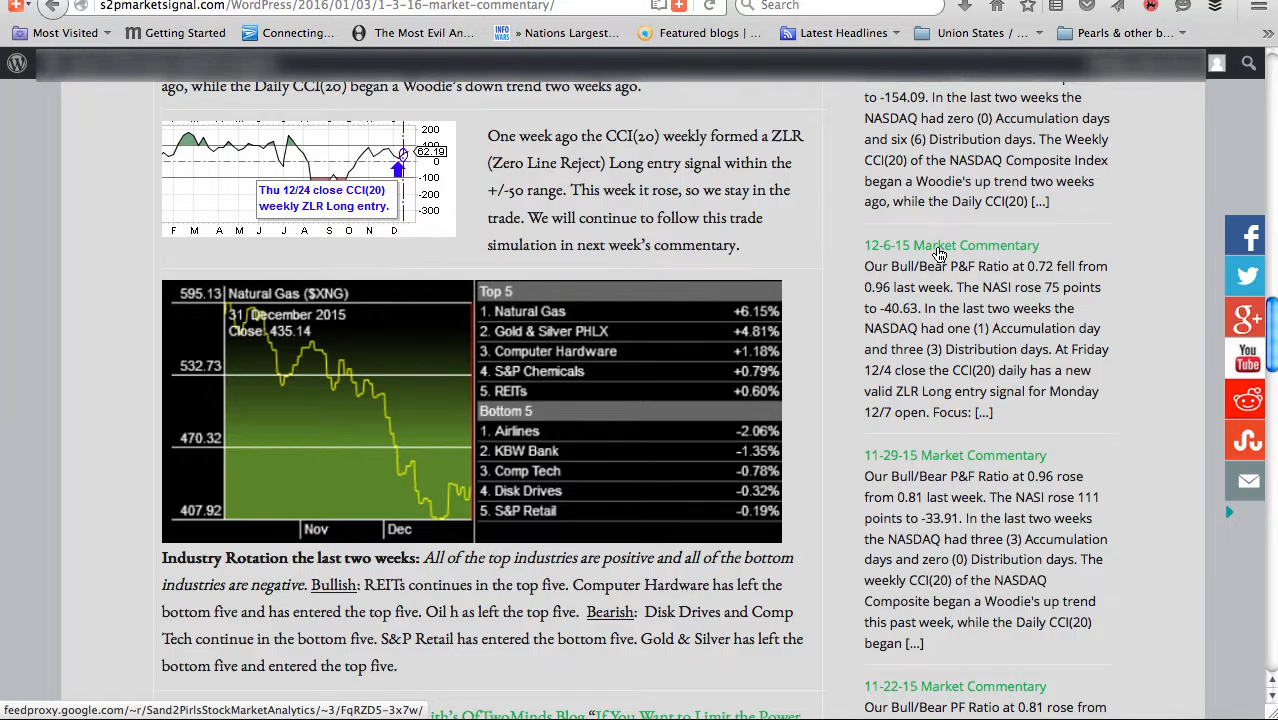 s2pmarketsignal.com/WordPress/2016/01/03/1-3-16-market-commentary/
Search
Most Visited
Getting Started
Connecting...
The Most Evil An...
INFO WARS
» Nations Largest...
Featured blogs |...
Latest Headlines
Union States / ...
Pearls & other b...
ago, while the Daily CCI(20) began a Woodie's down trend two weeks ago.
200
100
62.19
0
-100
-200
-300
Thu 12/24 close CCI(20)
weekly ZLR Long entry.
F M A M J J A S O N D
One week ago the CCI(20) weekly formed a ZLR
(Zero Line Reject) Long entry signal within the
+/-50 range. This week it rose, so we stay in the
trade. We will continue to follow this trade
simulation in next week's commentary.
595.13
Natural Gas ($XNG)
31 December 2015
Close: 435.14
532.73
470.32
407.92
Nov
Dec
Top 5
1. Natural Gas +6.15%
2. Gold & Silver PHLX +4.81%
3. Computer Hardware +1.18%
4. S&P Chemicals +0.79%
5. REITs +0.60%
Bottom 5
1. Airlines -2.06%
2. KBW Bank -1.35%
3. Comp Tech -0.78%
4. Disk Drives -0.32%
5. S&P Retail -0.19%
Industry Rotation the last two weeks: All of the top industries are positive and all of the bottom
industries are negative. Bullish: REITs continues in the top five. Computer Hardware has left the
bottom five and has entered the top five. Oil h as left the top five. Bearish: Disk Drives and Comp
Tech continue in the bottom five. S&P Retail has entered the bottom five. Gold & Silver has left the
bottom five and entered the top five.
ith's OfTwoMinds Blog "If You Want to Limit the Power
to -154.09. In the last two weeks the
NASDAQ had zero (0) Accumulation days
and six (6) Distribution days. The Weekly
CCI(20) of the NASDAQ Composite Index
began a Woodie's up trend two weeks
ago, while the Daily CCI(20) [...]
12-6-15 Market Commentary
Our Bull/Bear P&F Ratio at 0.72 fell from
0.96 last week. The NASI rose 75 points
to -40.63. In the last two weeks the
NASDAQ had one (1) Accumulation day
and three (3) Distribution days. At Friday
12/4 close the CCI(20) daily has a new
valid ZLR Long entry signal for Monday
12/7 open. Focus: [...]
11-29-15 Market Commentary
Our Bull/Bear P&F Ratio at 0.96 rose
from 0.81 last week. The NASI rose 111
points to -33.91. In the last two weeks
the NASDAQ had three (3) Accumulation
days and zero (0) Distribution days. The
weekly CCI(20) of the NASDAQ
Composite began a Woodie's up trend
this past week, while the Daily CCI(20)
began [...]
11-22-15 Market Commentary
Our Bull/Bear PF Ratio at 0.81 rose from
You Tube
feedproxy.google.com/~r/Sand2PirlsStockMarketAnalytics/~3/FqRZD5-3x7w/